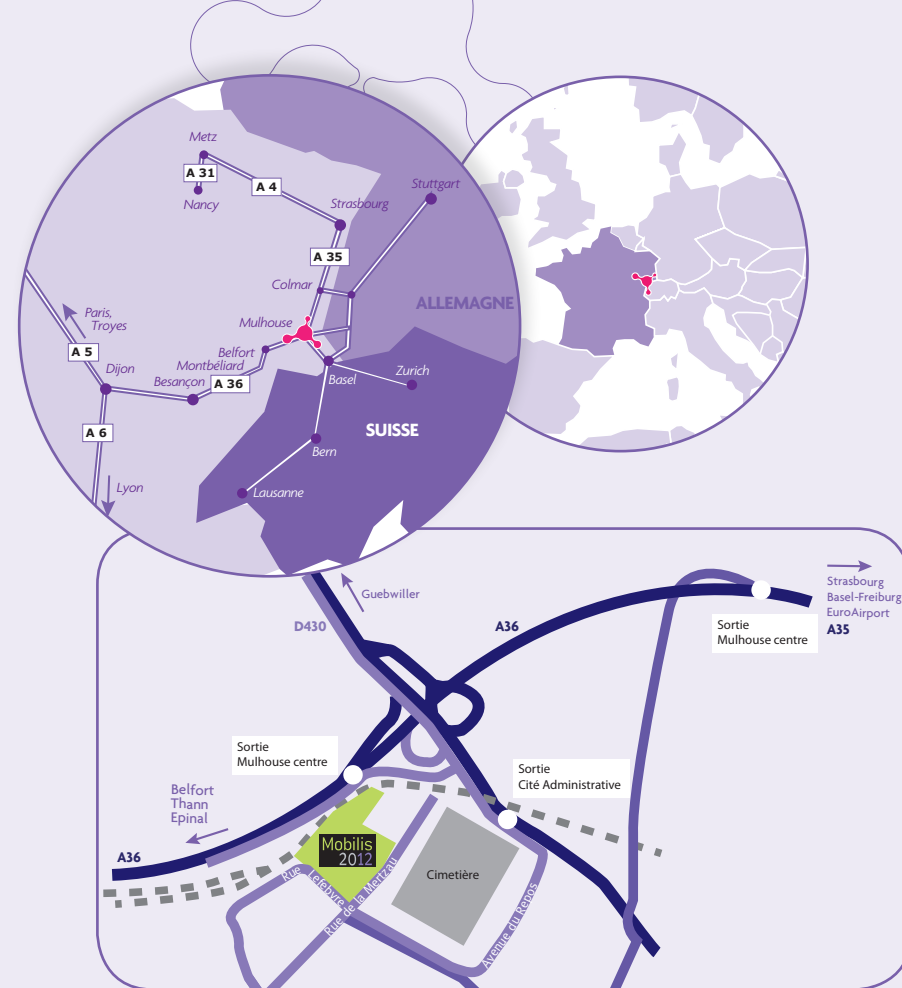 Metz
A 31
A 4
Nancy
Stuttgart
Strasbourg
A 35
Colmar
ALLEMAGNE
Paris,
Troyes
Mulhouse
A 5
Belfort
Montbéliard
Dijon
Besançon
A 36
Basel
Zurich
A 6
SUISSE
Bern
Lyon
Lausanne
Guebwiller
D430
A36
Strasbourg
Basel-Freiburg
EuroAirport
A35
Sortie
Mulhouse centre
Sortie
Mulhouse centre
Sortie
Cité Administrative
Belfort
Thann
Epinal
A36
Mobilis
2012
Cimetière
Rue Lefebvre
Rue de la Mertzau
Avenue du Repos